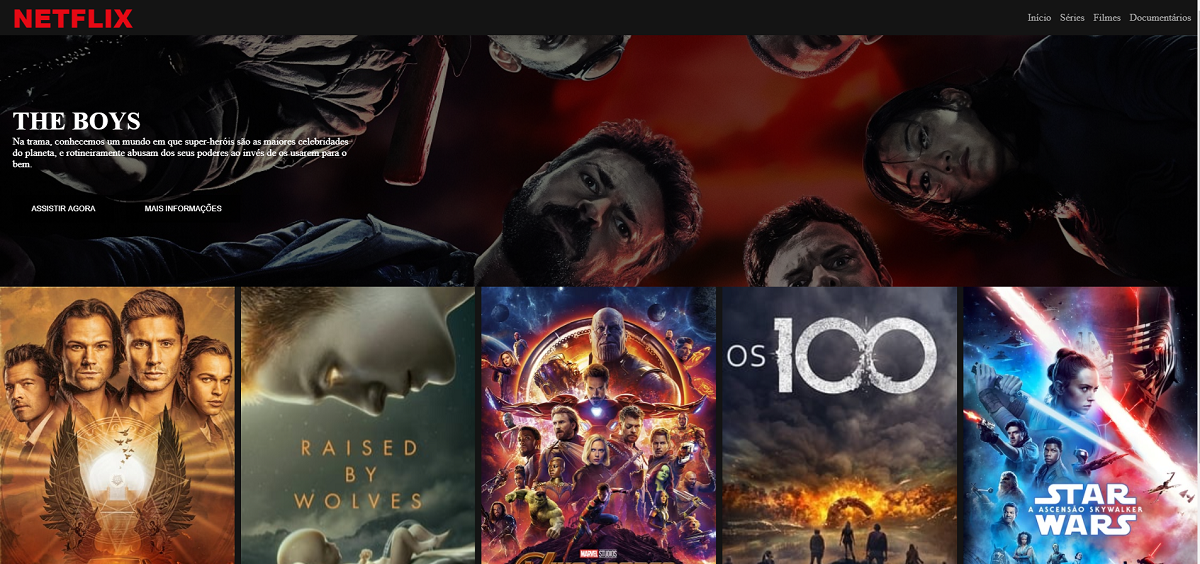 NETFLIX
Início Séries Filmes Documentários
THE BOYS
Na trama, conhecemos um mundo em que super-heróis são as maiores celebridades
do planeta, e rotineiramente abusam dos seus poderes ao invés de os usarem para o
bem.
ASSISTIR AGORA MAIS INFORMAÇÕES
RAISED
BY
WOLVES
MARVEL STUDIOS
OS 100
STAR
A ASCENSÃO SKYWALKER
WARS